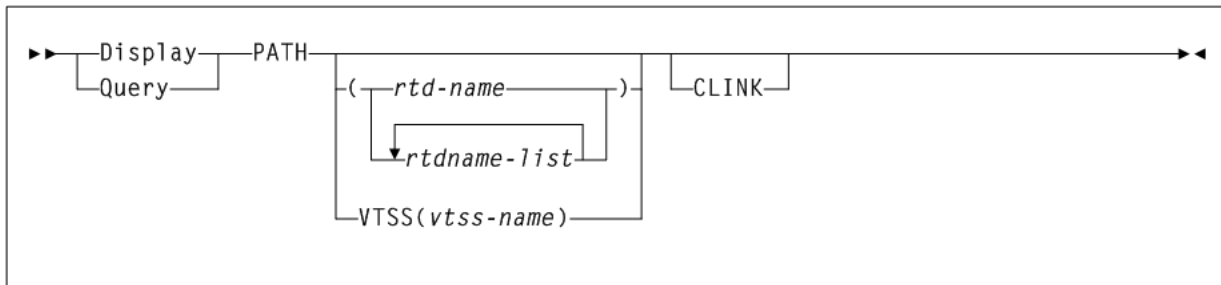 Display PATH
Query CLINK
( rtd-name )
rtdname-list
VTSS(vtss-name)